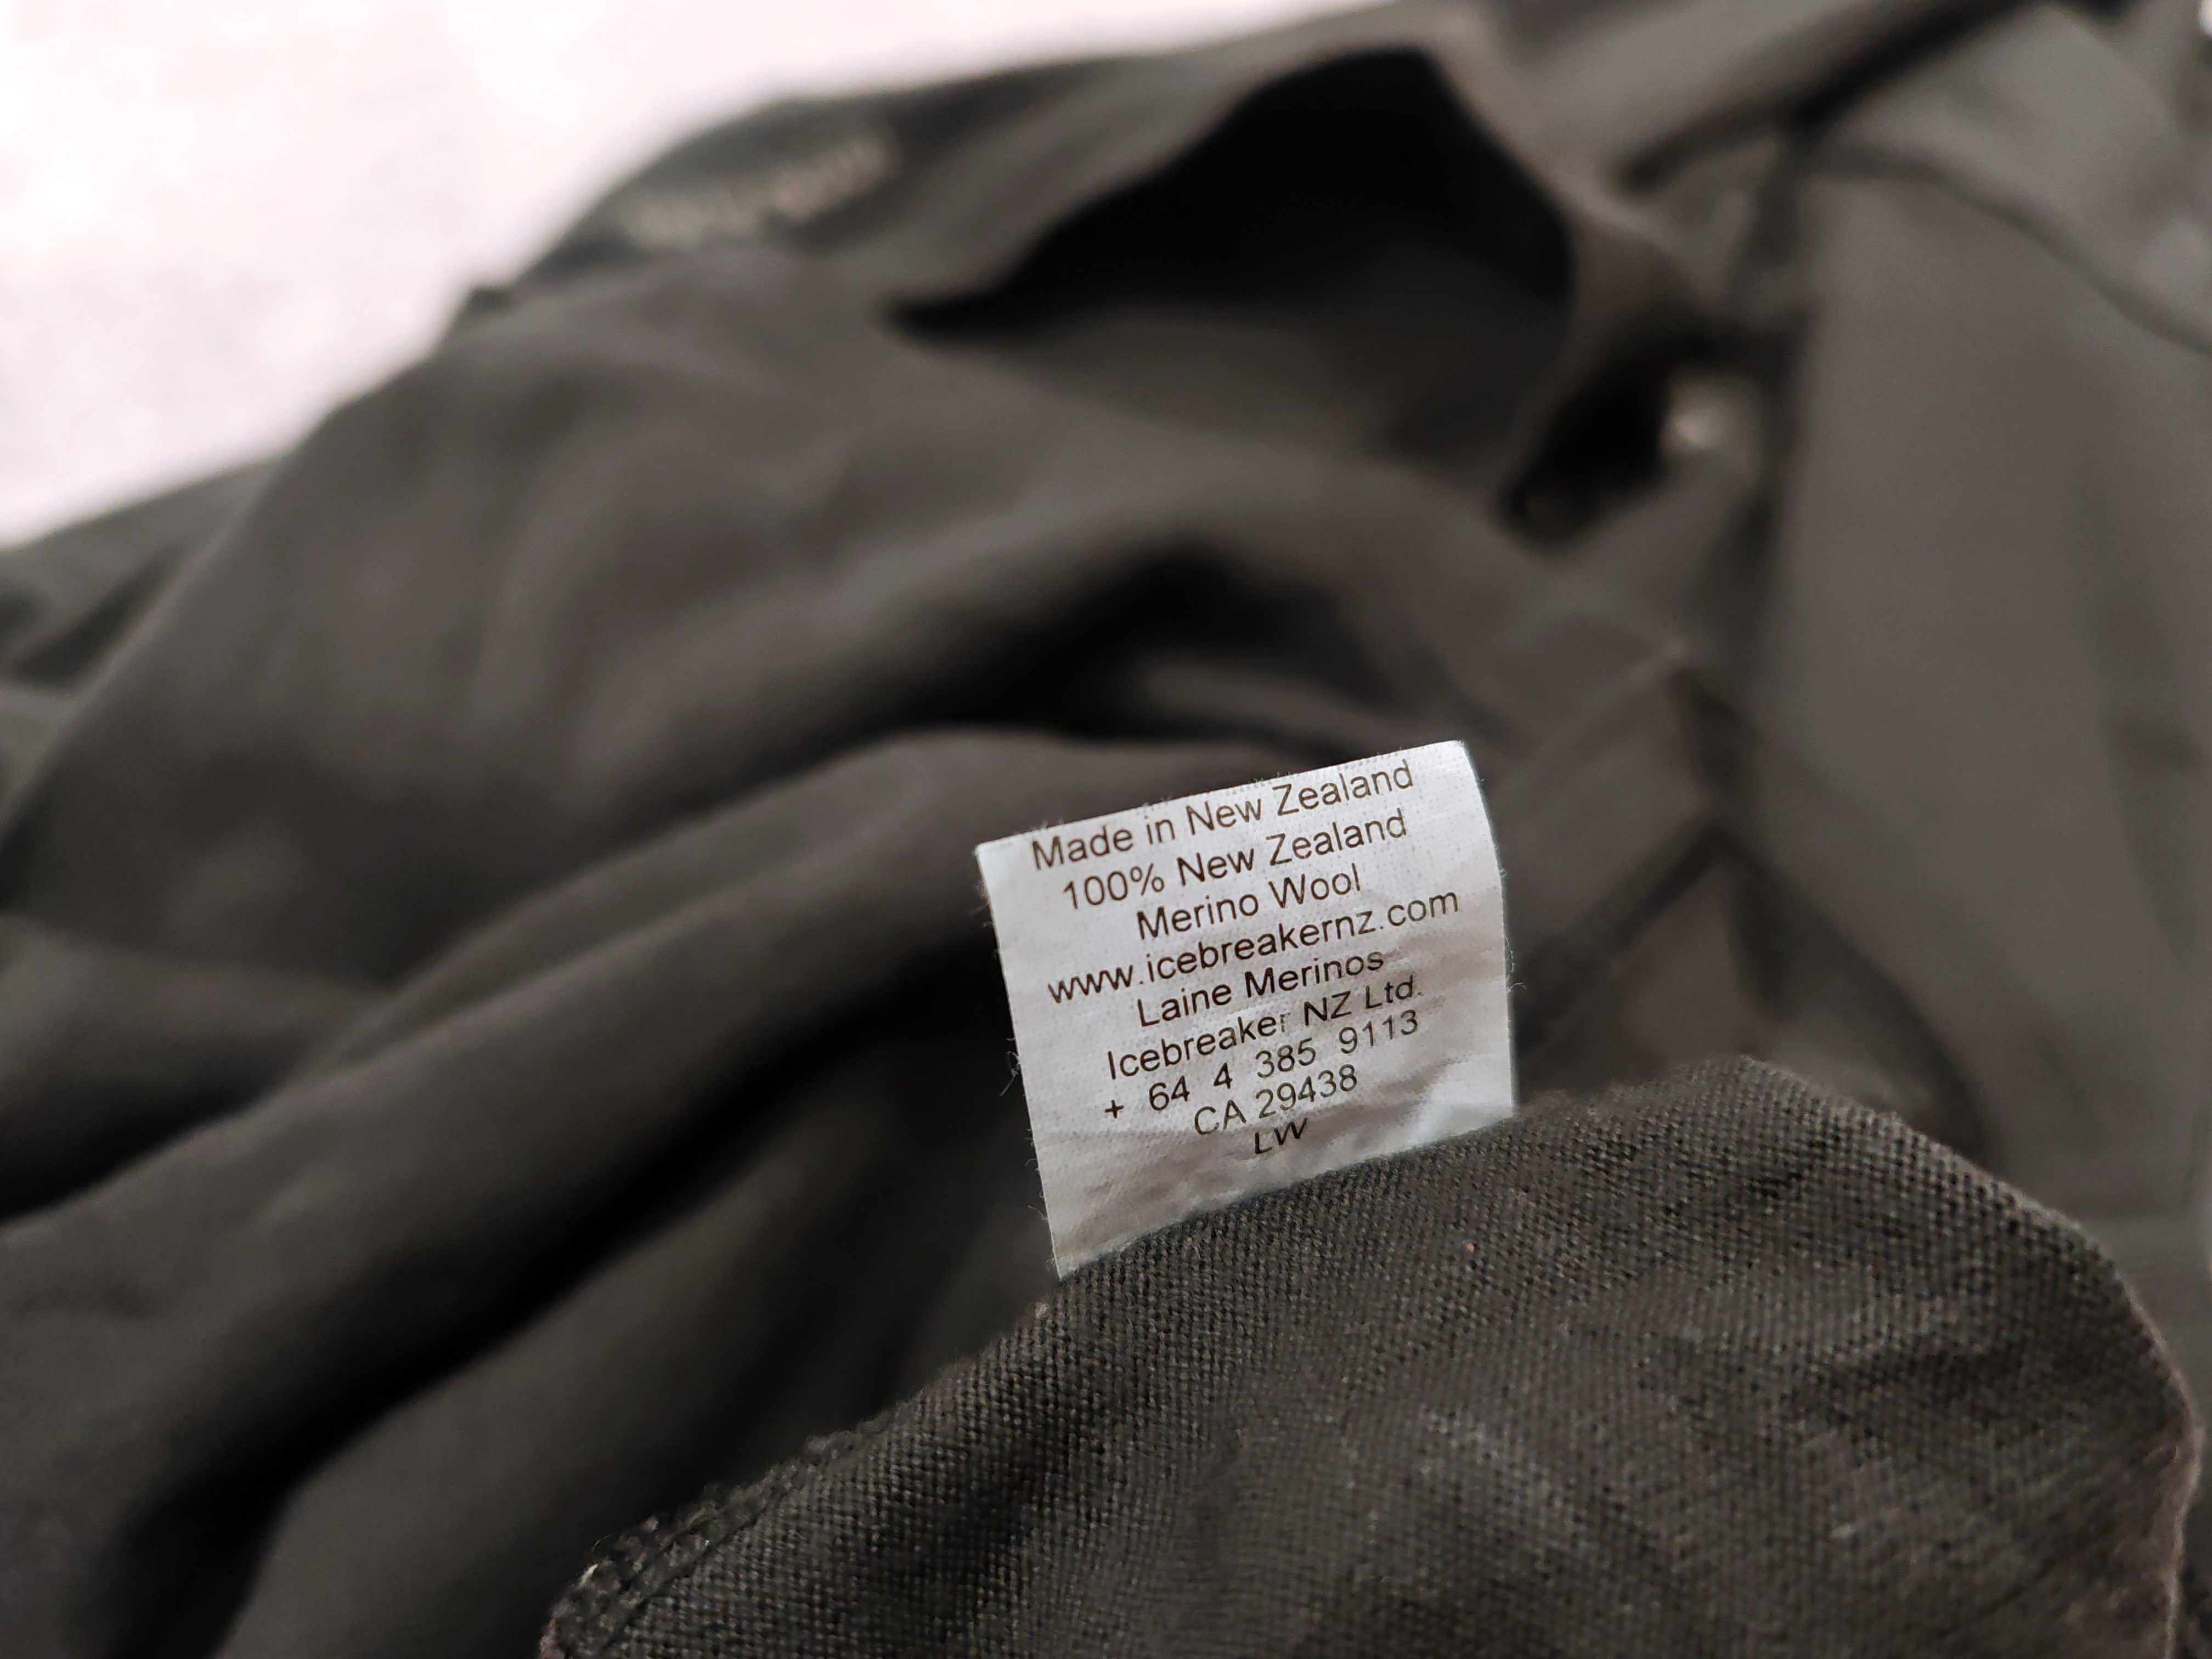 Made in New Zealand
100% New Zealand
Merino Wool
www.icebreakernz.com
Laine Merinos
Icebreaker NZ Ltd.
+ 64 4 385 9113
CA 29438
LW